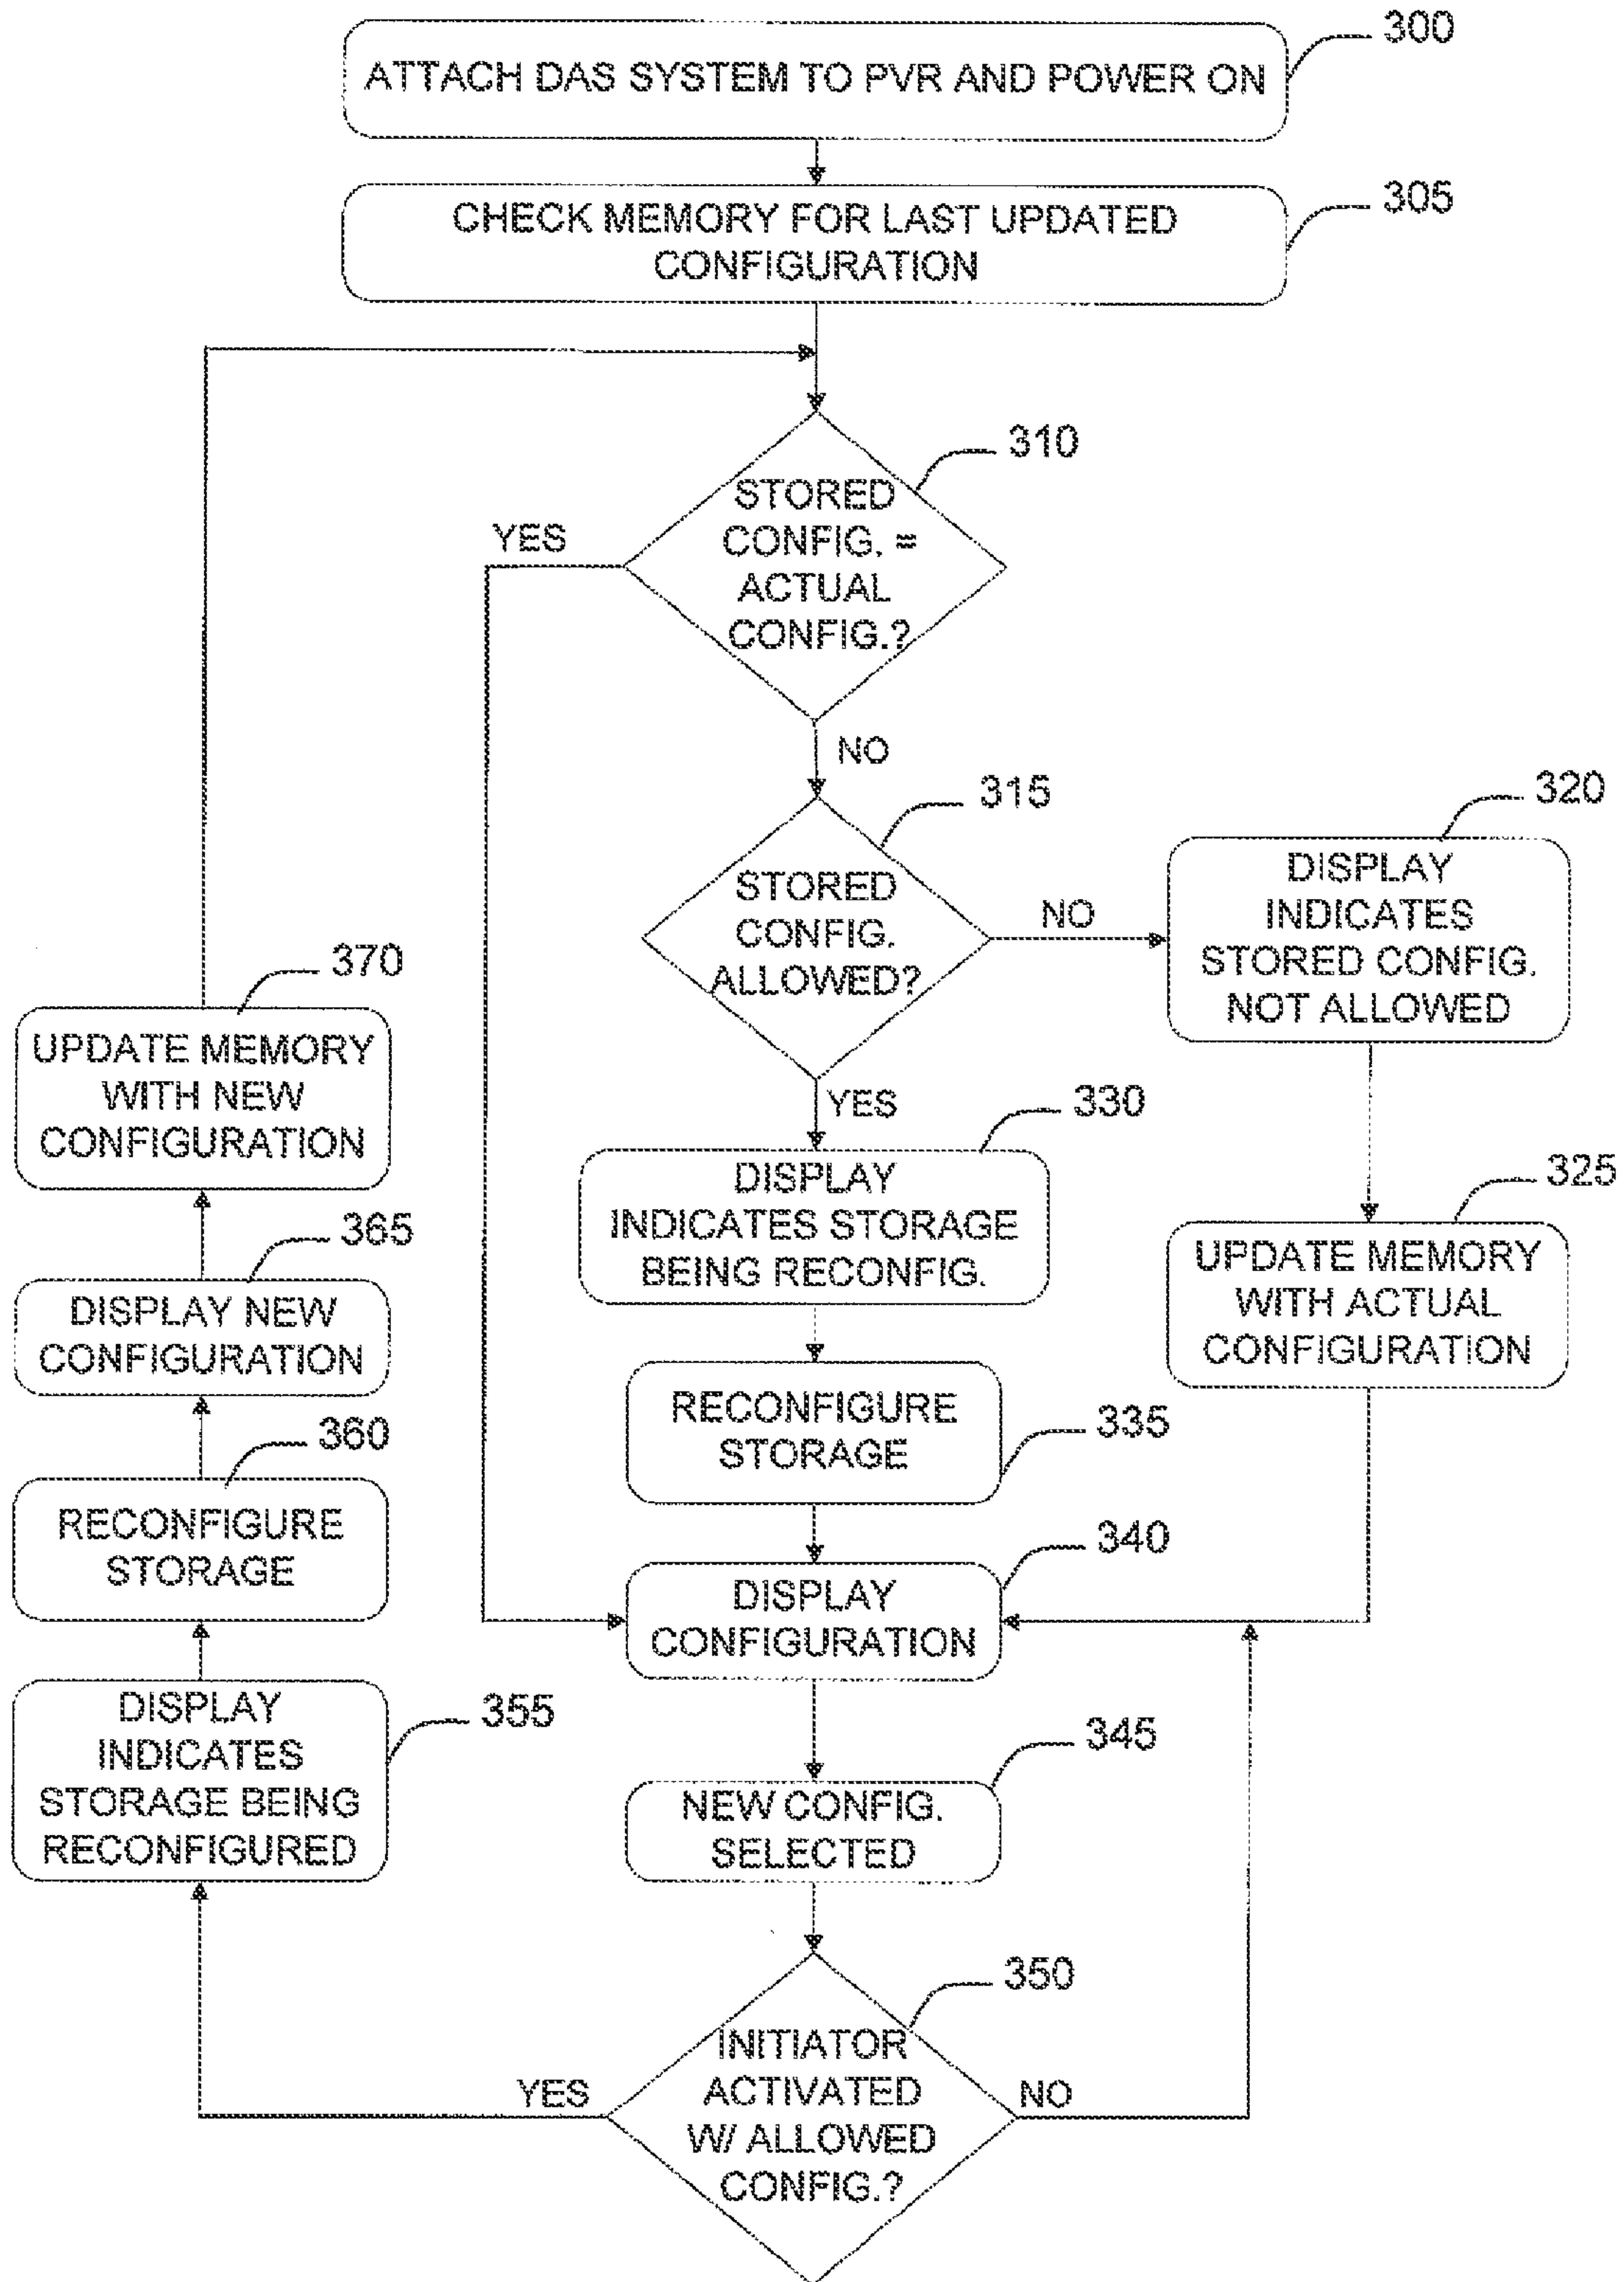 300
ATTACH DAS SYSTEM TO PVR AND POWER ON
305
CHECK MEMORY FOR LAST UPDATED
CONFIGURATION
310
STORED
CONFIG. =
ACTUAL
CONFIG.?
YES
NO
315
STORED
CONFIG.
ALLOWED?
NO
YES
320
DISPLAY
INDICATES
STORED CONFIG.
NOT ALLOWED
325
UPDATE MEMORY
WITH ACTUAL
CONFIGURATION
330
DISPLAY
INDICATES STORAGE
BEING RECONFIG.
335
RECONFIGURE
STORAGE
340
DISPLAY
CONFIGURATION
345
NEW CONFIG.
SELECTED
350
INITIATOR
ACTIVATED
W/ ALLOWED
CONFIG.?
YES
NO
355
DISPLAY
INDICATES
STORAGE BEING
RECONFIGURED
360
RECONFIGURE
STORAGE
365
DISPLAY NEW
CONFIGURATION
370
UPDATE MEMORY
WITH NEW
CONFIGURATION